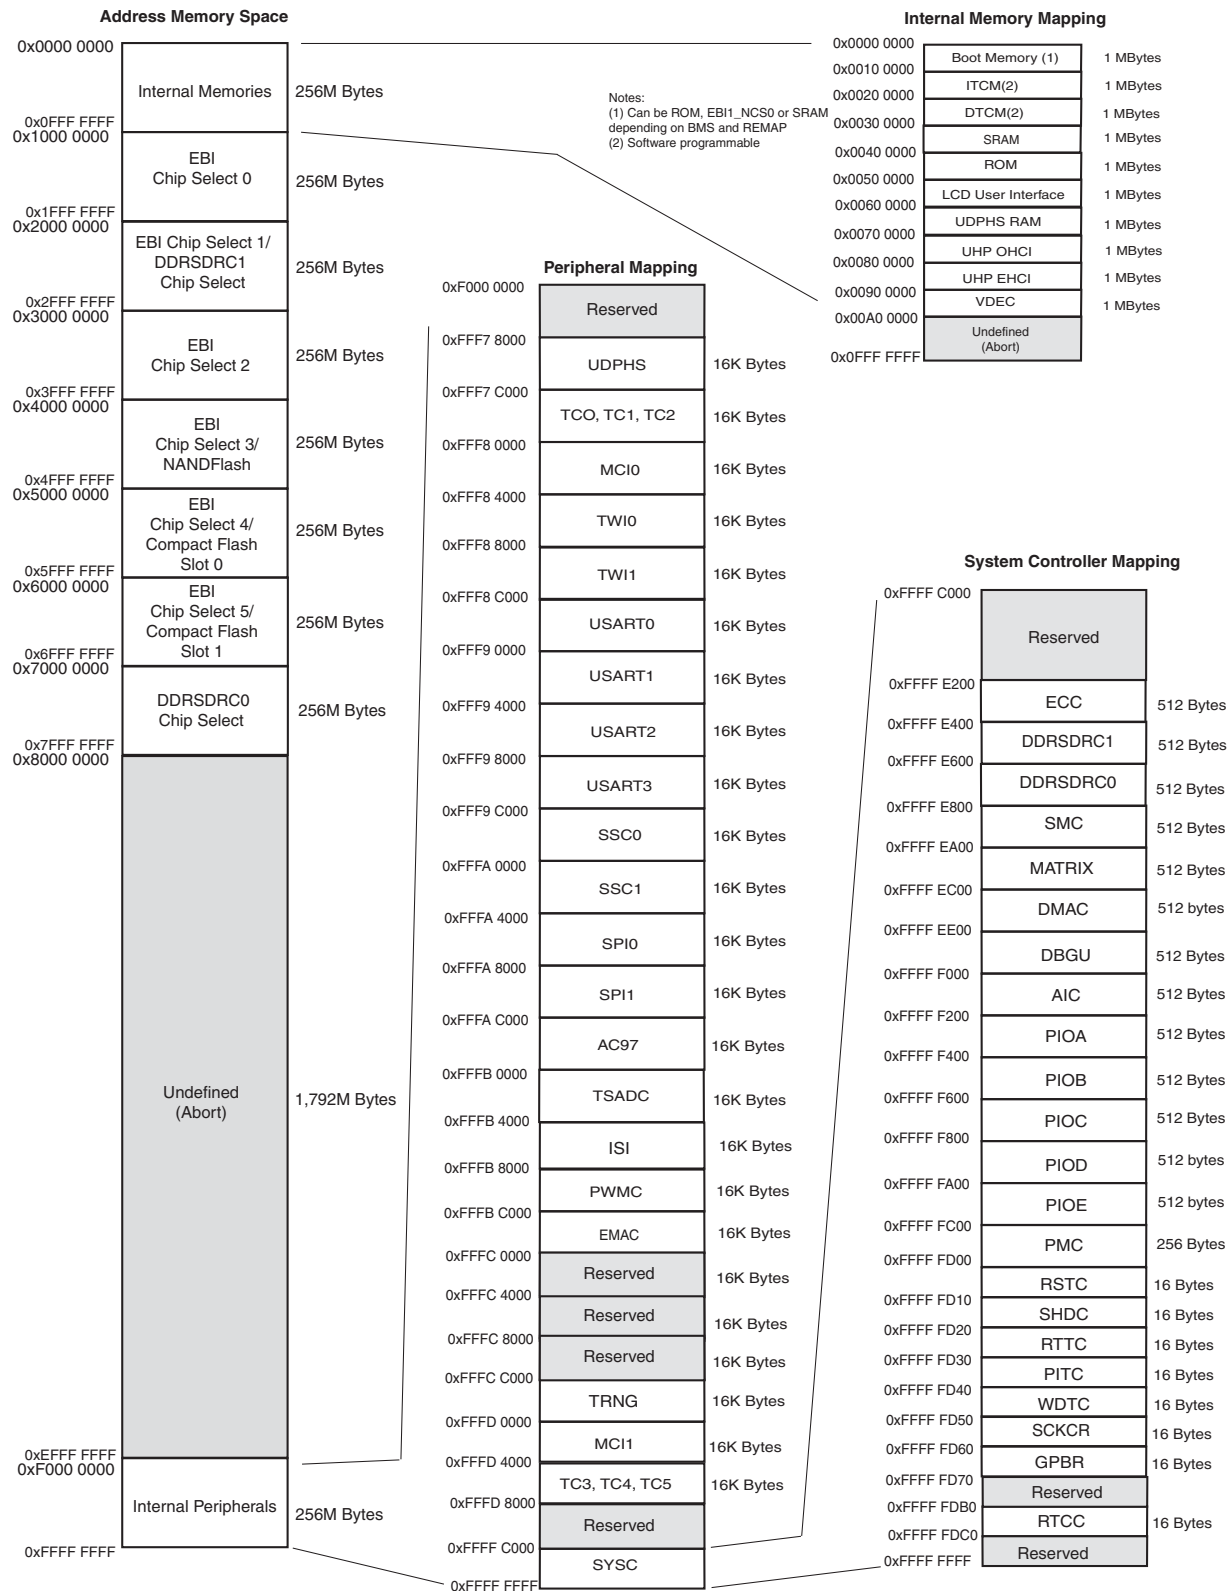 Address Memory Space
0x0000 0000
Internal Memories
256M Bytes
0x0FFF FFFF
0x1000 0000
EBI
Chip Select 0
256M Bytes
0x1FFF FFFF
0x2000 0000
EBI Chip Select 1/
DDRSDRC1
Chip Select
256M Bytes
0x2FFF FFFF
0x3000 0000
EBI
Chip Select 2
256M Bytes
0x3FFF FFFF
0x4000 0000
EBI
Chip Select 3/
NANDFlash
256M Bytes
0x4FFF FFFF
0x5000 0000
EBI
Chip Select 4/
Compact Flash
Slot 0
256M Bytes
0x5FFF FFFF
0x6000 0000
EBI
Chip Select 5/
Compact Flash
Slot 1
256M Bytes
0x6FFF FFFF
0x7000 0000
DDRSDRC0
Chip Select
256M Bytes
0x7FFF FFFF
0x8000 0000
Undefined
(Abort)
1,792M Bytes
0xEFFF FFFF
0xF000 0000
Internal Peripherals
256M Bytes
0xFFFF FFFF
Notes:
(1) Can be ROM, EBI1_NCS0 or SRAM
depending on BMS and REMAP
(2) Software programmable
Internal Memory Mapping
0x0000 0000
Boot Memory (1)
1 MBytes
0x0010 0000
ITCM(2)
1 MBytes
0x0020 0000
DTCM(2)
1 MBytes
0x0030 0000
SRAM
1 MBytes
0x0040 0000
ROM
1 MBytes
0x0050 0000
LCD User Interface
1 MBytes
0x0060 0000
UDPHS RAM
1 MBytes
0x0070 0000
UHP OHCI
1 MBytes
0x0080 0000
UHP EHCI
1 MBytes
0x0090 0000
VDEC
1 MBytes
0x00A0 0000
Undefined
(Abort)
0x0FFF FFFF
Peripheral Mapping
0xF000 0000
Reserved
0xFFF7 8000
UDPHS
16K Bytes
0xFFF7 C000
TCO, TC1, TC2
16K Bytes
0xFFF8 0000
MCI0
16K Bytes
0xFFF8 4000
TWI0
16K Bytes
0xFFF8 8000
TWI1
16K Bytes
0xFFF8 C000
USART0
16K Bytes
0xFFF9 0000
USART1
16K Bytes
0xFFF9 4000
USART2
16K Bytes
0xFFF9 8000
USART3
16K Bytes
0xFFF9 C000
SSC0
16K Bytes
0xFFFA 0000
SSC1
16K Bytes
0xFFFA 4000
SPI0
16K Bytes
0xFFFA 8000
SPI1
16K Bytes
0xFFFA C000
AC97
16K Bytes
0xFFFB 0000
TSADC
16K Bytes
0xFFFB 4000
ISI
16K Bytes
0xFFFB 8000
PWMC
16K Bytes
0xFFFB C000
EMAC
16K Bytes
0xFFFC 0000
Reserved
16K Bytes
0xFFFC 4000
Reserved
16K Bytes
0xFFFC 8000
Reserved
16K Bytes
0xFFFC C000
TRNG
16K Bytes
0xFFFD 0000
MCI1
16K Bytes
0xFFFD 4000
TC3, TC4, TC5
16K Bytes
0xFFFD 8000
Reserved
0xFFFF C000
SYSC
0xFFFF FFFF
System Controller Mapping
0xFFFF C000
Reserved
0xFFFF E200
ECC
512 Bytes
0xFFFF E400
DDRSDRC1
512 Bytes
0xFFFF E600
DDRSDRC0
512 Bytes
0xFFFF E800
SMC
512 Bytes
0xFFFF EA00
MATRIX
512 Bytes
0xFFFF EC00
DMAC
512 bytes
0xFFFF EE00
DBGU
512 Bytes
0xFFFF F000
AIC
512 Bytes
0xFFFF F200
PIOA
512 Bytes
0xFFFF F400
PIOB
512 Bytes
0xFFFF F600
PIOC
512 Bytes
0xFFFF F800
PIOD
512 bytes
0xFFFF FA00
PIOE
512 bytes
0xFFFF FC00
PMC
256 Bytes
0xFFFF FD00
RSTC
16 Bytes
0xFFFF FD10
SHDC
16 Bytes
0xFFFF FD20
RTTC
16 Bytes
0xFFFF FD30
PITC
16 Bytes
0xFFFF FD40
WDTC
16 Bytes
0xFFFF FD50
SCKCR
16 Bytes
0xFFFF FD60
GPBR
16 Bytes
0xFFFF FD70
Reserved
0xFFFF FDB0
RTCC
16 Bytes
0xFFFF FDC0
Reserved
0xFFFF FFFF